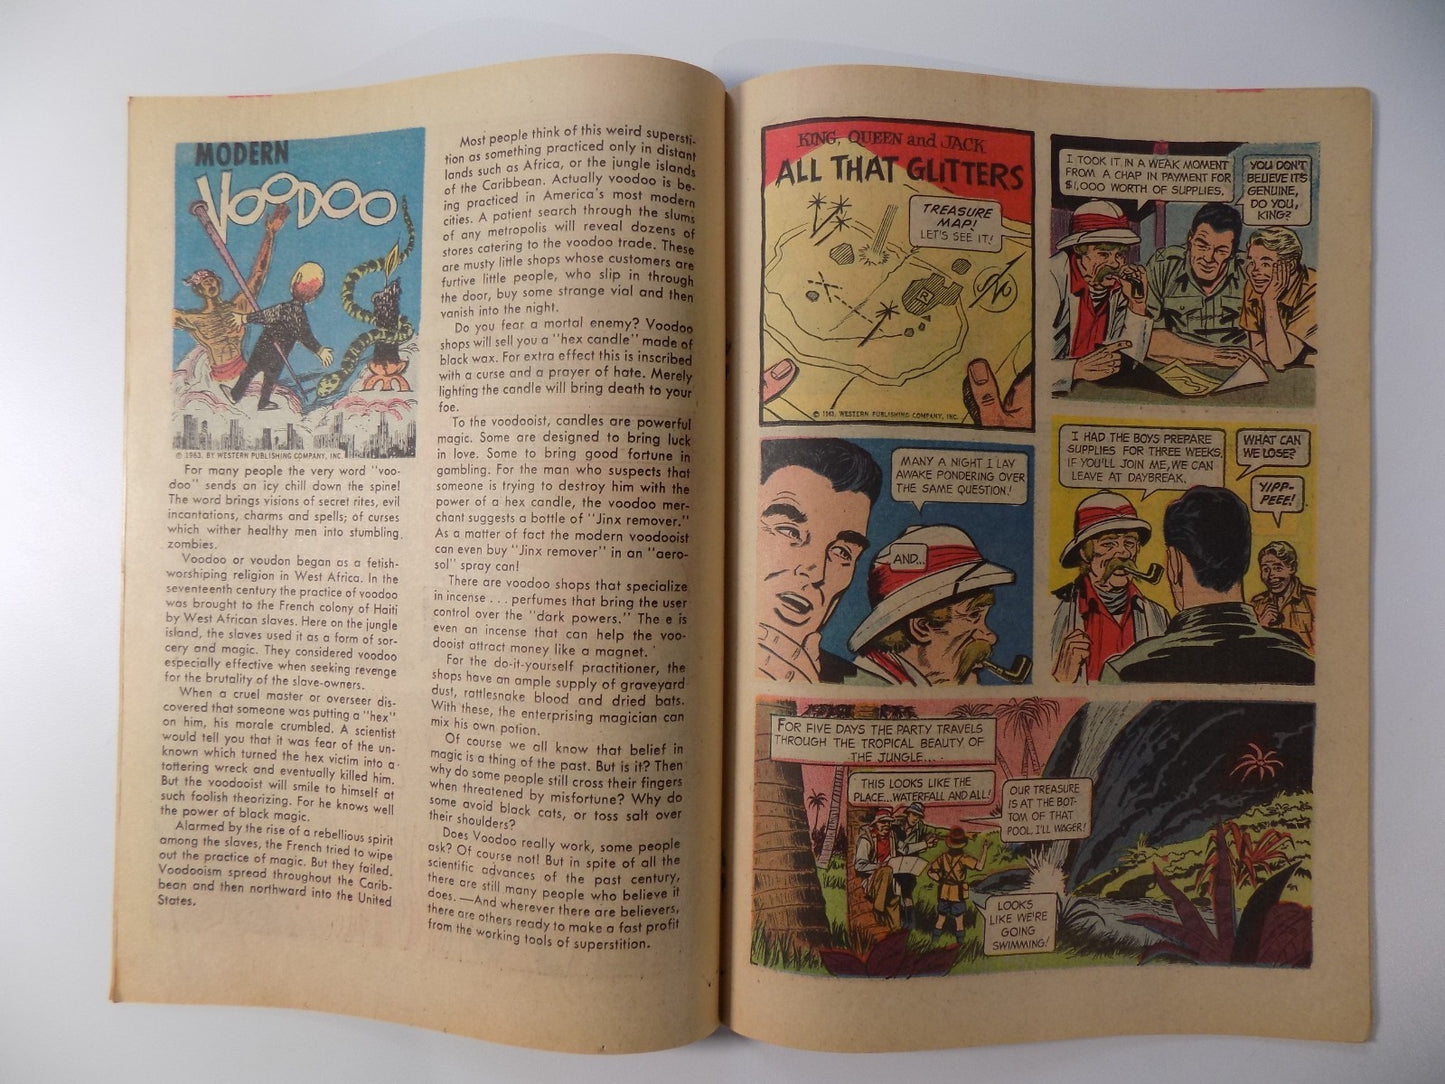 MODERN
VOODOO
© 1963, BY WESTERN PUBLISHING COMPANY, INC.
For many people the very word "voo-
doo" sends an icy chill down the spine!
The word brings visions of secret rites, evil
incantations, charms and spells; of curses
which wither healthy men into stumbling
zombies.
Voodoo or voudon began as a fetish-
worshiping religion in West Africa. In the
seventeenth century the practice of voodoo
was brought to the French colony of Haiti
by West African slaves. Here on the jungle
island, the slaves used it as a form of sor-
cery and magic. They considered voodoo
especially effective when seeking revenge
for the brutality of the slave-owners.
When a cruel master or overseer dis-
covered that someone was putting a "hex"
on him, his morale crumbled. A scientist
would tell you that it was fear of the un-
known which turned the hex victim into a
tottering wreck and eventually killed him.
But the voodooist will smile to himself at
such foolish theorizing. For he knows well
the power of black magic.
Alarmed by the rise of a rebellious spirit
among the slaves, the French tried to wipe
out the practice of magic. But they failed.
Voodooism spread throughout the Carib-
bean and then northward into the United
States.
Most people think of this weird supersti-
tion as something practiced only in distant
lands such as Africa, or the jungle islands
of the Caribbean. Actually voodoo is be-
ing practiced in America's most modern
cities. A patient search through the slums
of any metropolis will reveal dozens of
stores catering to the voodoo trade. These
are musty little shops whose customers are
furtive little people, who slip in through
the door, buy some strange vial and then
vanish into the night.
Do you fear a mortal enemy? Voodoo
shops will sell you a "hex candle" made of
black wax. For extra effect this is inscribed
with a curse and a prayer of hate. Merely
lighting the candle will bring death to your
foe.
To the voodooist, candles are powerful
magic. Some are designed to bring luck
in love. Some to bring good fortune in
gambling. For the man who suspects that
someone is trying to destroy him with the
power of a hex candle, the voodoo mer-
chant suggests a bottle of "Jinx remover."
As a matter of fact the modern voodooist
can even buy "Jinx remover" in an "aero-
sol" spray can!
There are voodoo shops that specialize
in incense . . . perfumes that bring the user
control over the "dark powers." The e is
even an incense that can help the voo-
dooist attract money like a magnet.
For the do-it-yourself practitioner, the
shops have an ample supply of graveyard
dust, rattlesnake blood and dried bats.
With these, the enterprising magician can
mix his own potion.
Of course we all know that belief in
magic is a thing of the past. But is it? Then
why do some people still cross their fingers
when threatened by misfortune? Why do
some avoid black cats, or toss salt over
their shoulders?
Does Voodoo really work, some people
ask? Of course not! But in spite of all the
scientific advances of the past century,
there are still many people who believe it
does. —And wherever there are believers,
there are others ready to make a fast profit
from the working tools of superstition.
KING, QUEEN and JACK
ALL THAT GLITTERS
TREASURE
MAP!
LET'S SEE IT!
R
N
© 1963, WESTERN PUBLISHING COMPANY, INC.
I TOOK IT IN A WEAK MOMENT
FROM A CHAP IN PAYMENT FOR
$1,000 WORTH OF SUPPLIES.
YOU DON'T
BELIEVE IT'S
GENUINE,
DO YOU,
KING?
MANY A NIGHT I LAY
AWAKE PONDERING OVER
THE SAME QUESTION!
AND...
I HAD THE BOYS PREPARE
SUPPLIES FOR THREE WEEKS.
IF YOU'LL JOIN ME, WE CAN
LEAVE AT DAYBREAK.
WHAT CAN
WE LOSE?
YIPP-
PEEE!
FOR FIVE DAYS THE PARTY TRAVELS
THROUGH THE TROPICAL BEAUTY OF
THE JUNGLE....
THIS LOOKS LIKE THE
PLACE...WATERFALL AND ALL!
OUR TREASURE
IS AT THE BOT-
TOM OF THAT
POOL, I'LL WAGER!
LOOKS
LIKE WE'RE
GOING
SWIMMING!